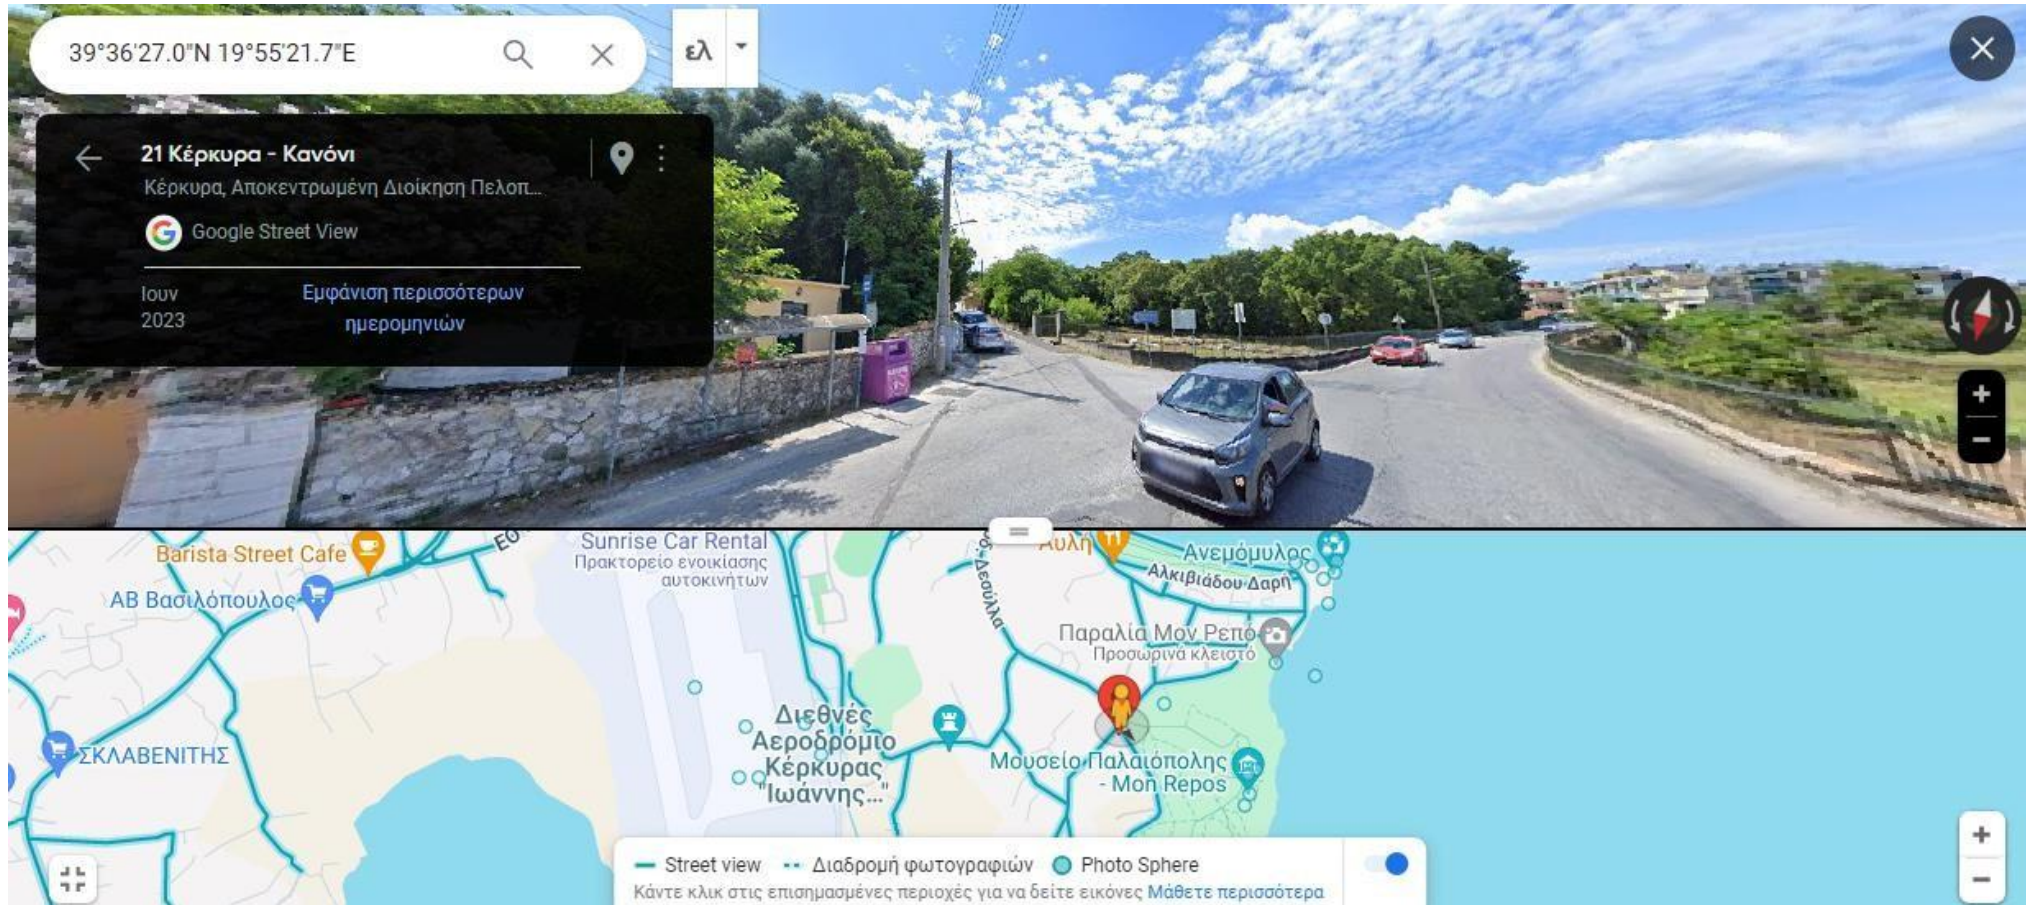 39°36'27.0"N 19°55'21.7"E
ελ
21 Κέρκυρα - Κανόνι
Κέρκυρα, Αποκεντρωμένη Διοίκηση Πελοπ...
Google Street View
Ιουν
2023
Εμφάνιση περισσότερων
ημερομηνιών
Barista Street Cafe
ΑΒ Βασιλόπουλος
ΣΚΛΑΒΕΝΙΤΗΣ
Sunrise Car Rental
Πρακτορείο ενοικίασης
αυτοκινήτων
Δεσύλλα
Αυλή
Ανεμόμυλος
Αλκιβιάδου Δαρή
Παραλία Μον Ρεπό
Προσωρινά κλειστό
Διεθνές
Αεροδρόμιο
Κέρκυρας
"Ιωάννης..."
Μουσείο Παλαιόπολης
- Mon Repos
Street view
Διαδρομή φωτογραφιών
Photo Sphere
Κάντε κλικ στις επισημασμένες περιοχές για να δείτε εικόνες Μάθετε περισσότερα